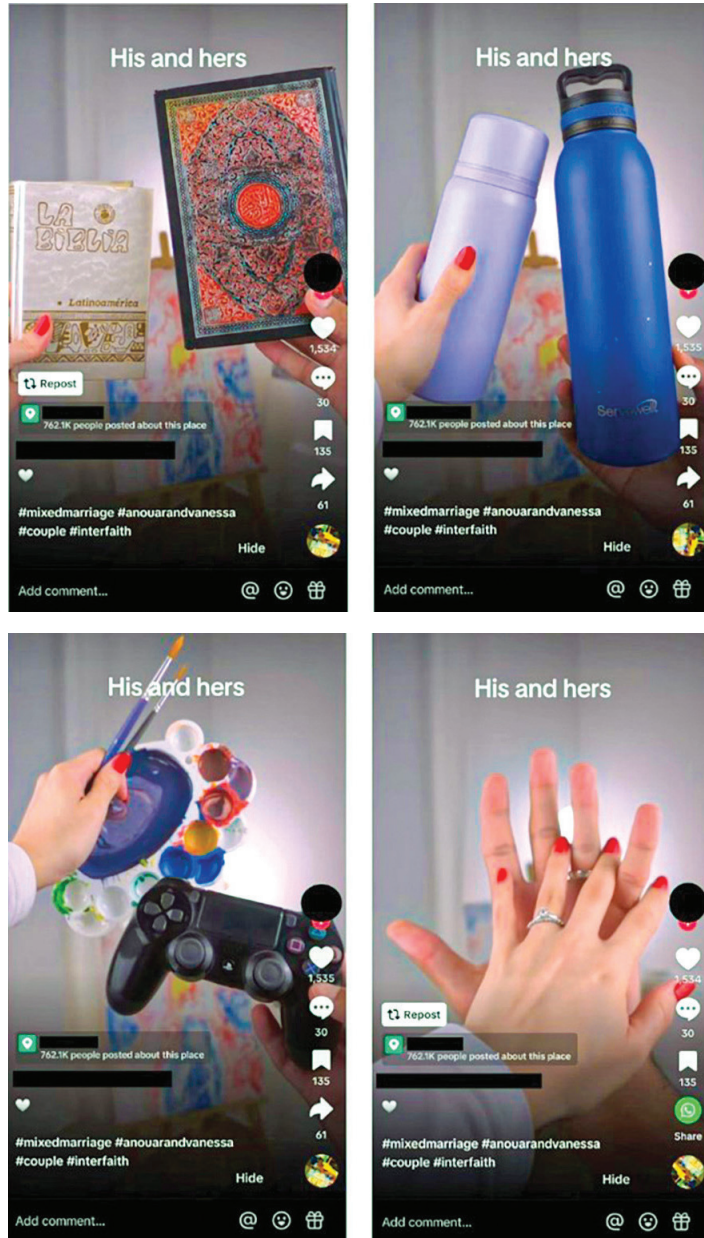 His and hers
LA
BIBLIA
Latinoamérica
1,534
Repost
30
762.1K people posted about this place
135
61
#mixedmarriage #anouarandvanessa
#couple #interfaith
Hide
Add comment...
His and hers
1,535
30
762.1K people posted about this place
135
61
#mixedmarriage #anouarandvanessa
#couple #interfaith
Hide
Add comment...
His and hers
1,535
30
762.1K people posted about this place
135
61
#mixedmarriage #anouarandvanessa
#couple #interfaith
Hide
Add comment...
His and hers
1,534
Repost
30
762.1K people posted about this place
135
Share
#mixedmarriage #anouarandvanessa
#couple #interfaith
Hide
Add comment...